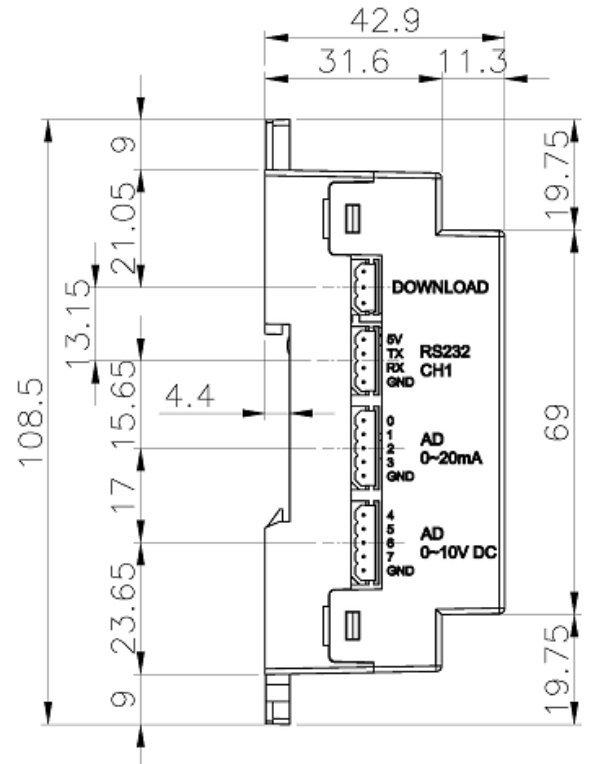 42.9
31.6
11.3
9
19.75
21.05
13.15
DOWNLOAD
5V
TX
RX
GND
RS232
CH1
108.5
15.65
4.4
0
1
2
3
GND
AD
0~20mA
69
17
4
5
6
7
GND
AD
0~10V DC
23.65
9
19.75